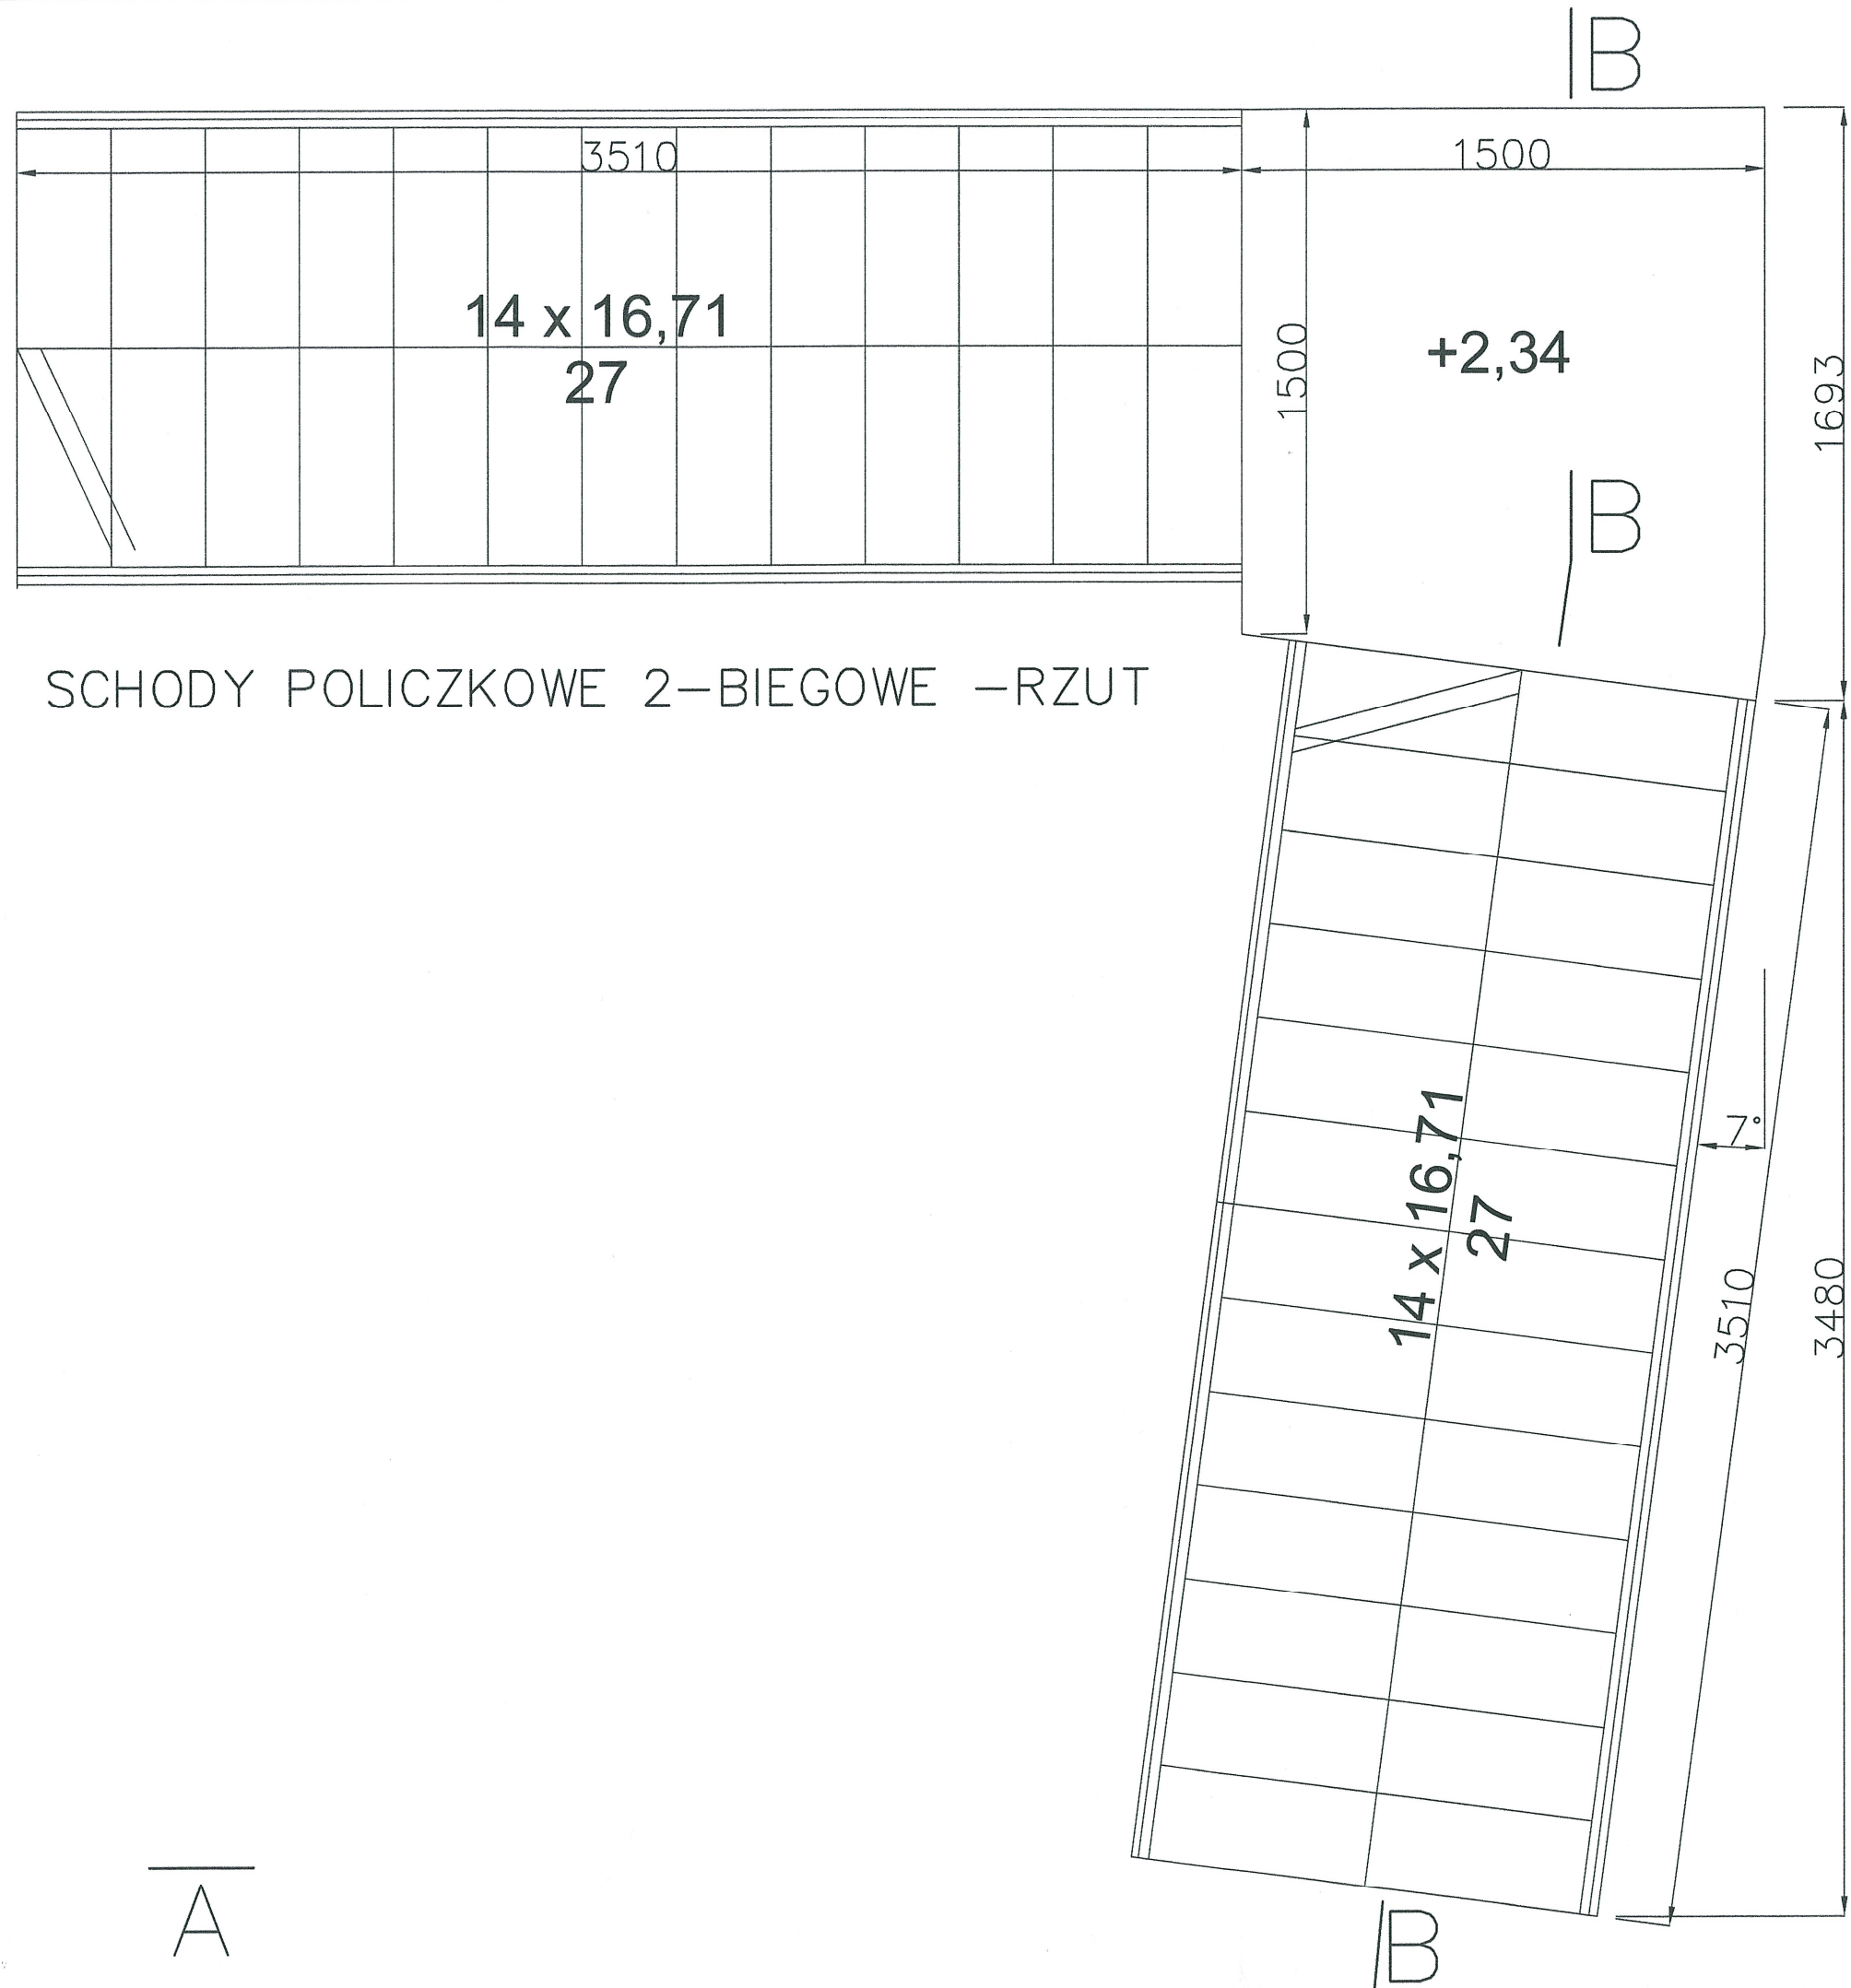 B
3510
1500
14 x 16,71
27
1500
+2,34
1693
B
SCHODY POLICZKOWE 2-BIEGOWE -RZUT
7°
14 x 16,71
27
3510
3480
A
B